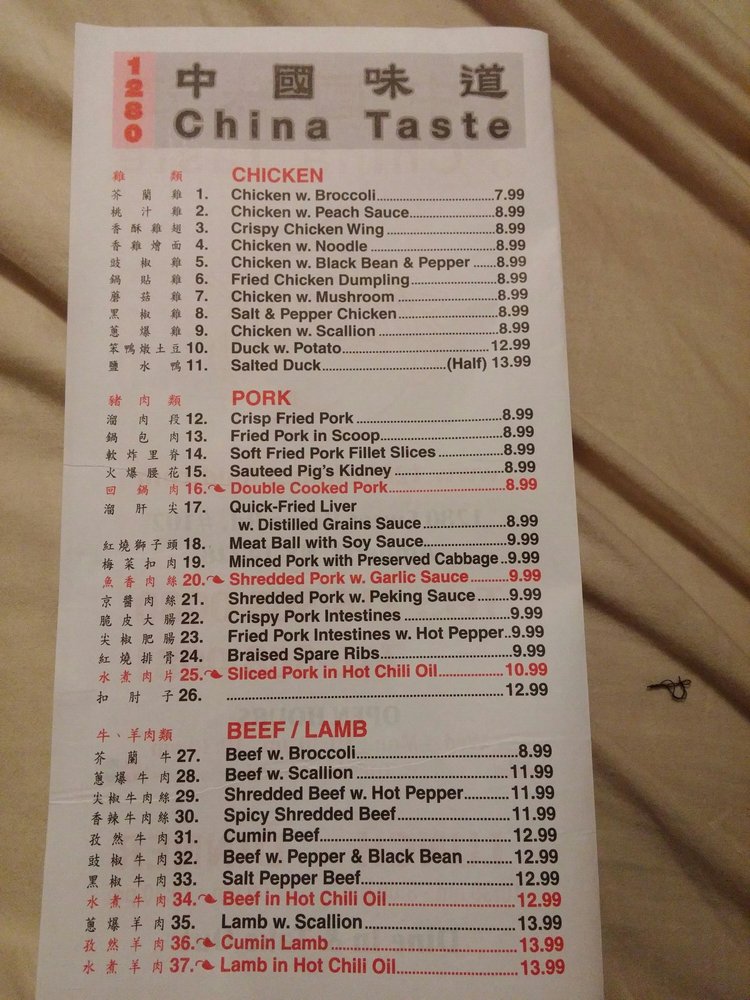 1280
中國味道
China Taste
雞類 CHICKEN
芥蘭雞 1. Chicken w. Broccoli 7.99
桃汁雞 2. Chicken w. Peach Sauce 8.99
香酥雞翅 3. Crispy Chicken Wing 8.99
香雞燴面 4. Chicken w. Noodle 8.99
豉椒雞 5. Chicken w. Black Bean & Pepper 8.99
鍋貼雞 6. Fried Chicken Dumpling 8.99
蘑菇雞 7. Chicken w. Mushroom 8.99
黑椒雞 8. Salt & Pepper Chicken 8.99
蔥爆雞 9. Chicken w. Scallion 8.99
笨鴨燉土豆 10. Duck w. Potato 12.99
鹽水鴨 11. Salted Duck (Half) 13.99
豬肉類 PORK
溜肉段 12. Crisp Fried Pork 8.99
鍋包肉 13. Fried Pork in Scoop 8.99
軟炸里脊 14. Soft Fried Pork Fillet Slices 8.99
火爆腰花 15. Sauteed Pig's Kidney 8.99
回鍋肉 16. Double Cooked Pork 8.99
溜肝尖 17. Quick-Fried Liver
w. Distilled Grains Sauce 8.99
紅燒獅子頭 18. Meat Ball with Soy Sauce 9.99
梅菜扣肉 19. Minced Pork with Preserved Cabbage 9.99
魚香肉絲 20. Shredded Pork w. Garlic Sauce 9.99
京醬肉絲 21. Shredded Pork w. Peking Sauce 9.99
脆皮大腸 22. Crispy Pork Intestines 9.99
尖椒肥腸 23. Fried Pork Intestines w. Hot Pepper 9.99
紅燒排骨 24. Braised Spare Ribs 9.99
水煮肉片 25. Sliced Pork in Hot Chili Oil 10.99
扣肘子 26. 12.99
牛、羊肉類 BEEF / LAMB
芥蘭牛 27. Beef w. Broccoli 8.99
蔥爆牛肉 28. Beef w. Scallion 11.99
尖椒牛肉絲 29. Shredded Beef w. Hot Pepper 11.99
香辣牛肉絲 30. Spicy Shredded Beef 11.99
孜然牛肉 31. Cumin Beef 12.99
豉椒牛肉 32. Beef w. Pepper & Black Bean 12.99
黑椒牛肉 33. Salt Pepper Beef 12.99
水煮牛肉 34. Beef in Hot Chili Oil 12.99
蔥爆羊肉 35. Lamb w. Scallion 13.99
孜然羊肉 36. Cumin Lamb 13.99
水煮羊肉 37. Lamb in Hot Chili Oil 13.99